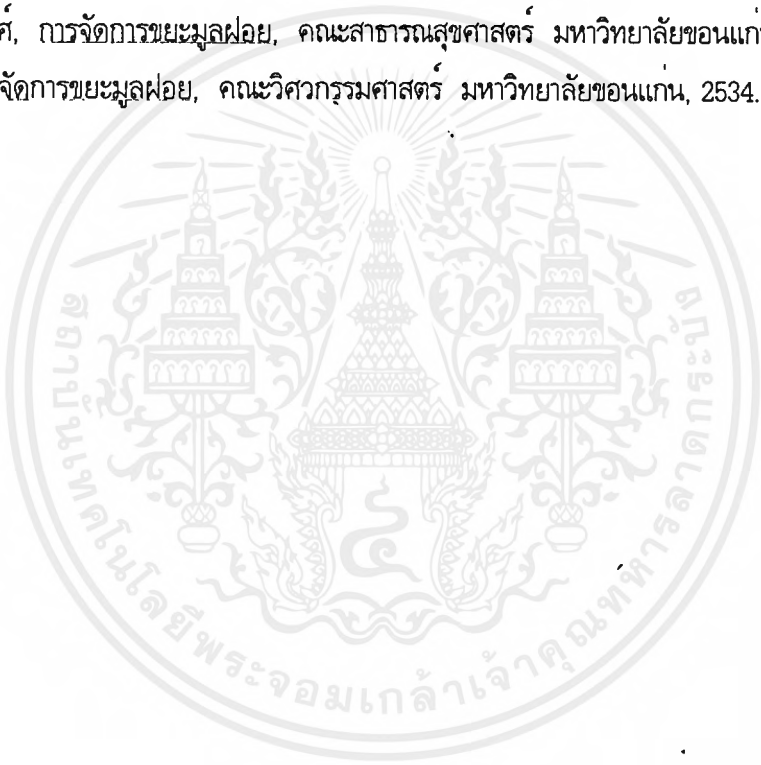 ศ์, การจัดการขยะมูลฝอย, คณะสาธารณสุขศาสตร์ มหาวิทยาลัยขอนแก่
จัดการขยะมูลฝอย, คณะวิศวกรรมศาสตร์ มหาวิทยาลัยขอนแก่น, 2534.
สถาบันเทคโนโลยีพระจอมเกล้าเจ้าคุณทหารลาดกระบัง